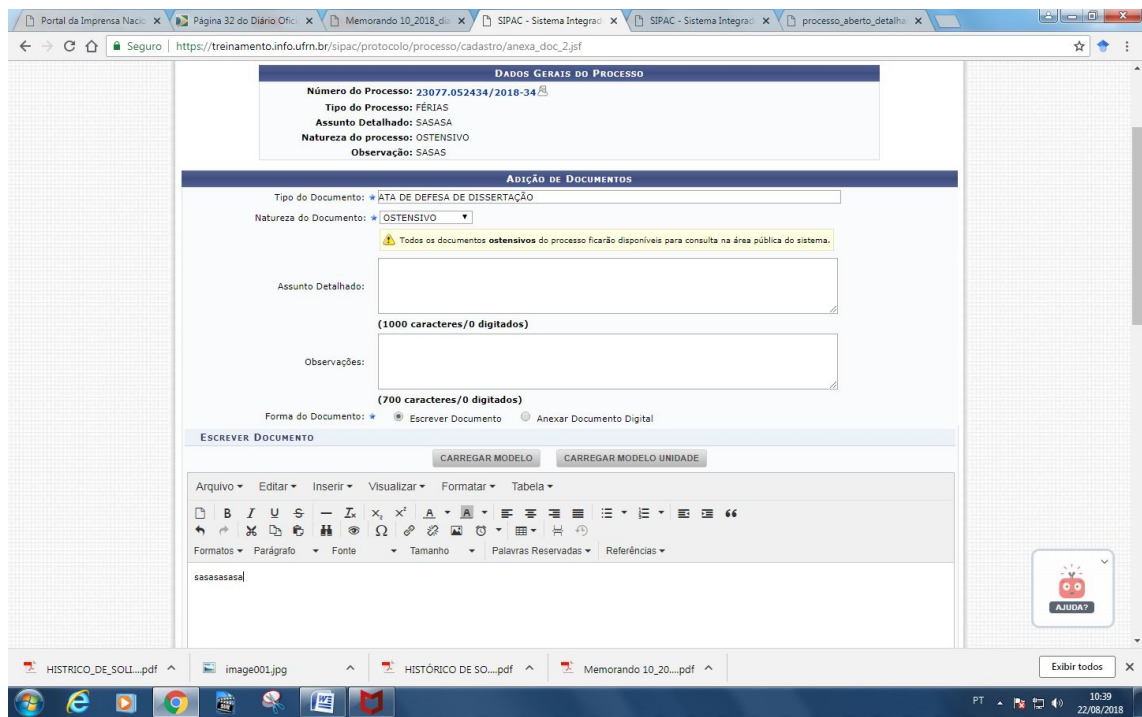 Portal da Imprensa Nacic
Página 32 do Diário Ofici
Memorando 10_2018_dia
SIPAC - Sistema Integrad
SIPAC - Sistema Integrad
processo_aberto_detalha
Seguro | https://treinamento.info.ufrn.br/sipac/protocolo/processo/cadastro/anexa_doc_2.jsf
DADOS GERAIS DO PROCESSO
Número do Processo: 23077.052434/2018-34
Tipo do Processo: FÉRIAS
Assunto Detalhado: SASASA
Natureza do processo: OSTENSIVO
Observação: SASAS
ADIÇÃO DE DOCUMENTOS
Tipo do Documento: ATA DE DEFESA DE DISSERTAÇÃO
Natureza do Documento: OSTENSIVO
Todos os documentos ostensivos do processo ficarão disponíveis para consulta na área pública do sistema.
Assunto Detalhado:
(1000 caracteres/0 digitados)
Observações:
(700 caracteres/0 digitados)
Forma do Documento: Escrever Documento Anexar Documento Digital
ESCREVER DOCUMENTO
CARREGAR MODELO CARREGAR MODELO UNIDADE
Arquivo Editar Inserir Visualizar Formatar Tabela
Formatos Parágrafo Fonte Tamanho Palavras Reservadas Referências
sasasasasa
AJUDA?
HISTRICO_DE_SOLI....pdf image001.jpg HISTÓRICO DE SO....pdf Memorando 10_20....pdf Exibir todos
PT 10:39
22/08/2018